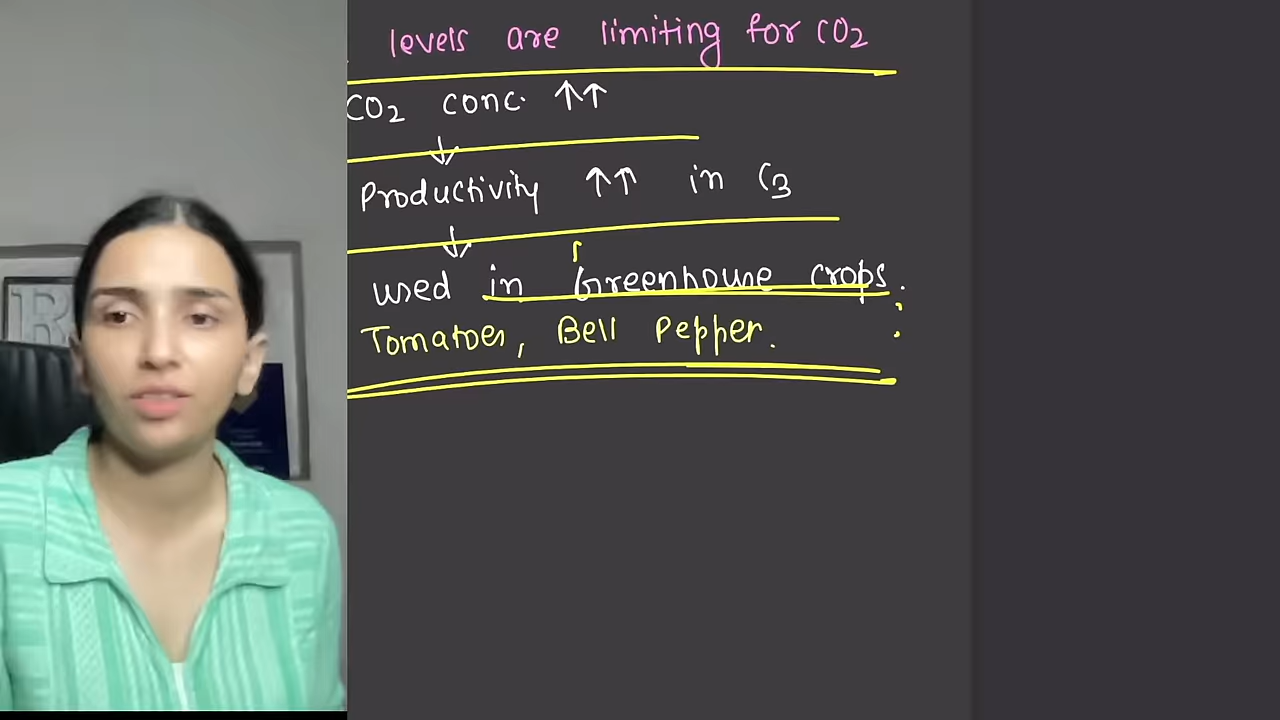 levels are limiting for CO2
CO2 conc. ↑↑
↓
Productivity ↑↑ in C3
↓
used in Greenhouse crops.
Tomatoes, Bell Pepper.